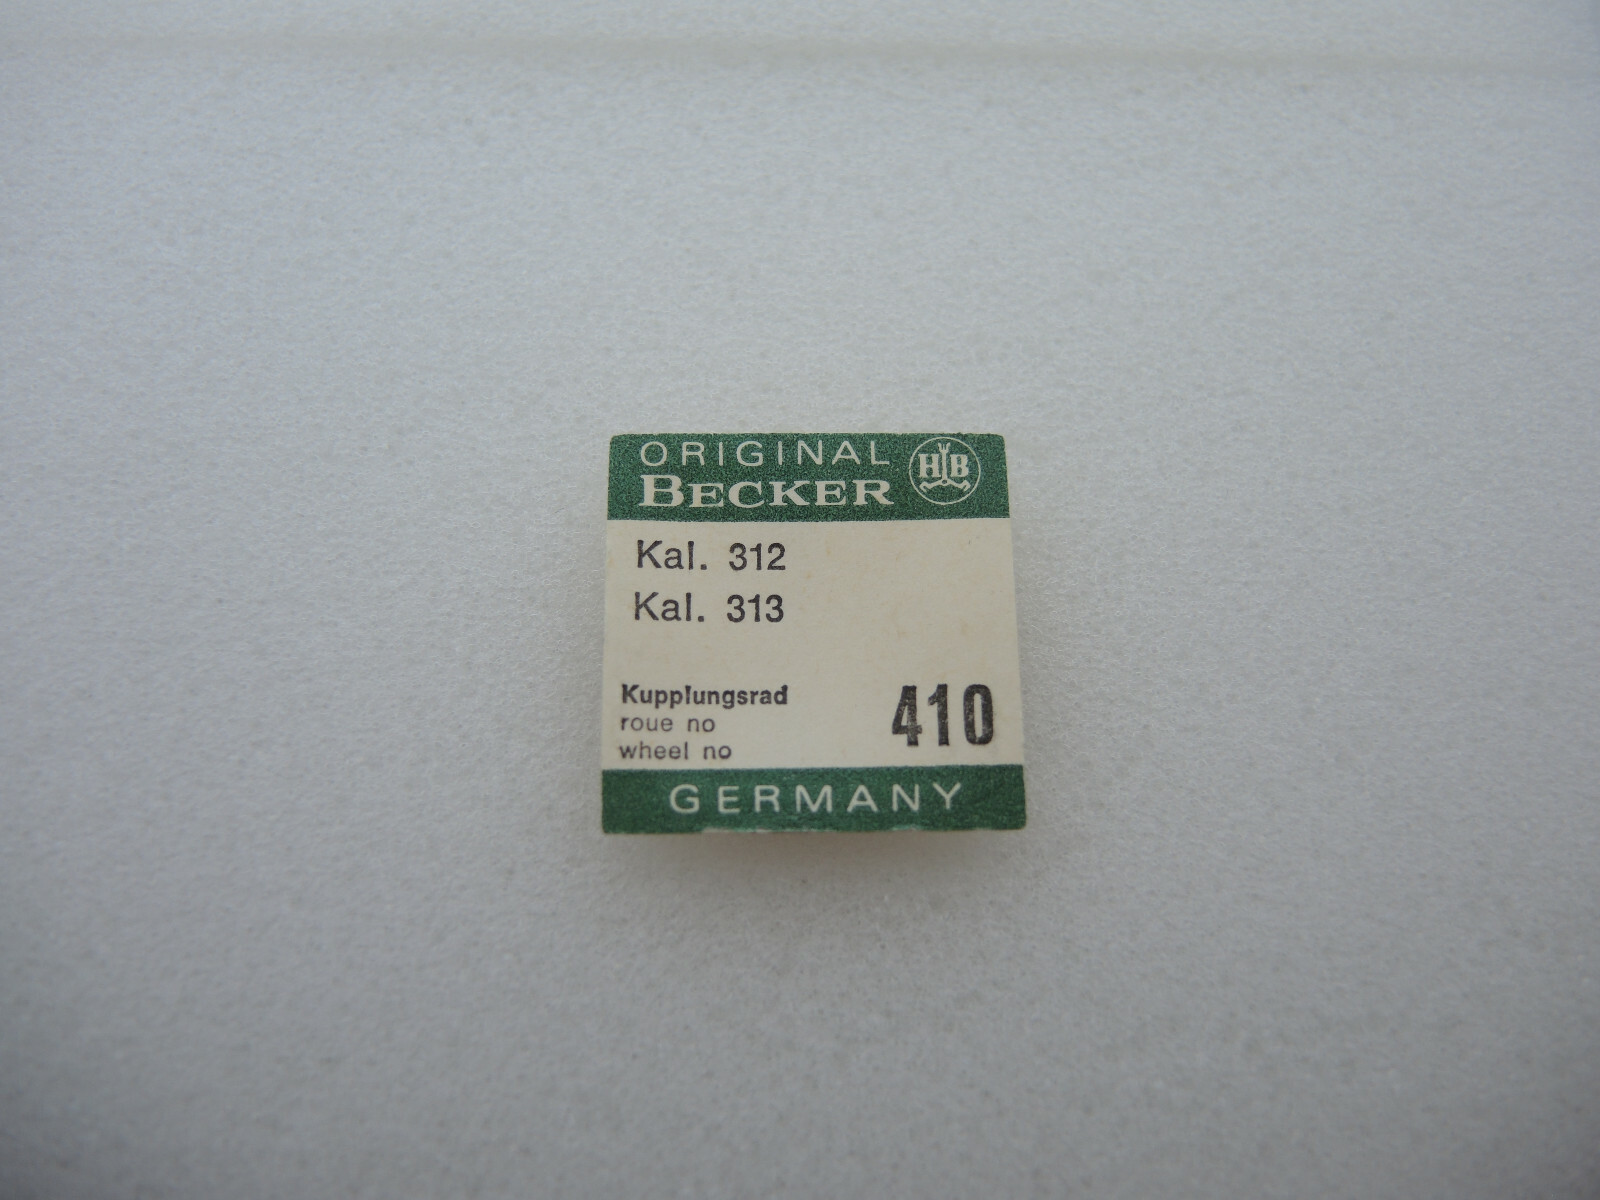 ORIGINAL
BECKER
HB
Kal. 312
Kal. 313
Kupplungsrad
roue no
wheel no
410
GERMANY